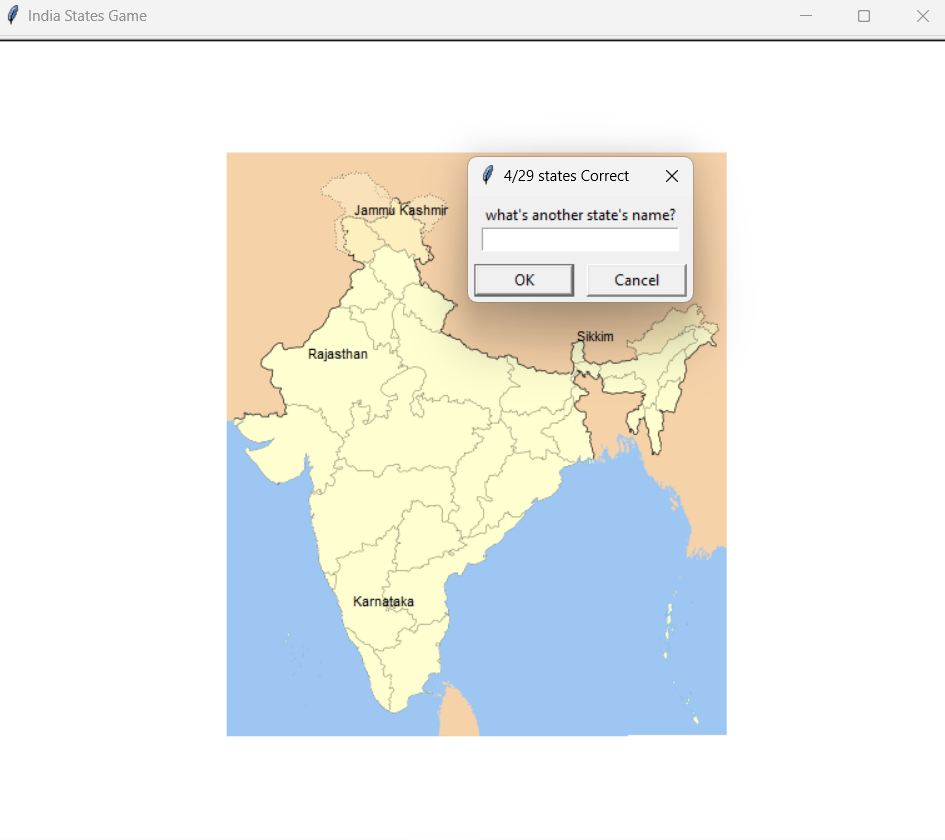 India States Game
4/29 states Correct
what's another state's name?
OK Cancel
Jammu Kashmir
Sikkim
Rajasthan
Karnataka